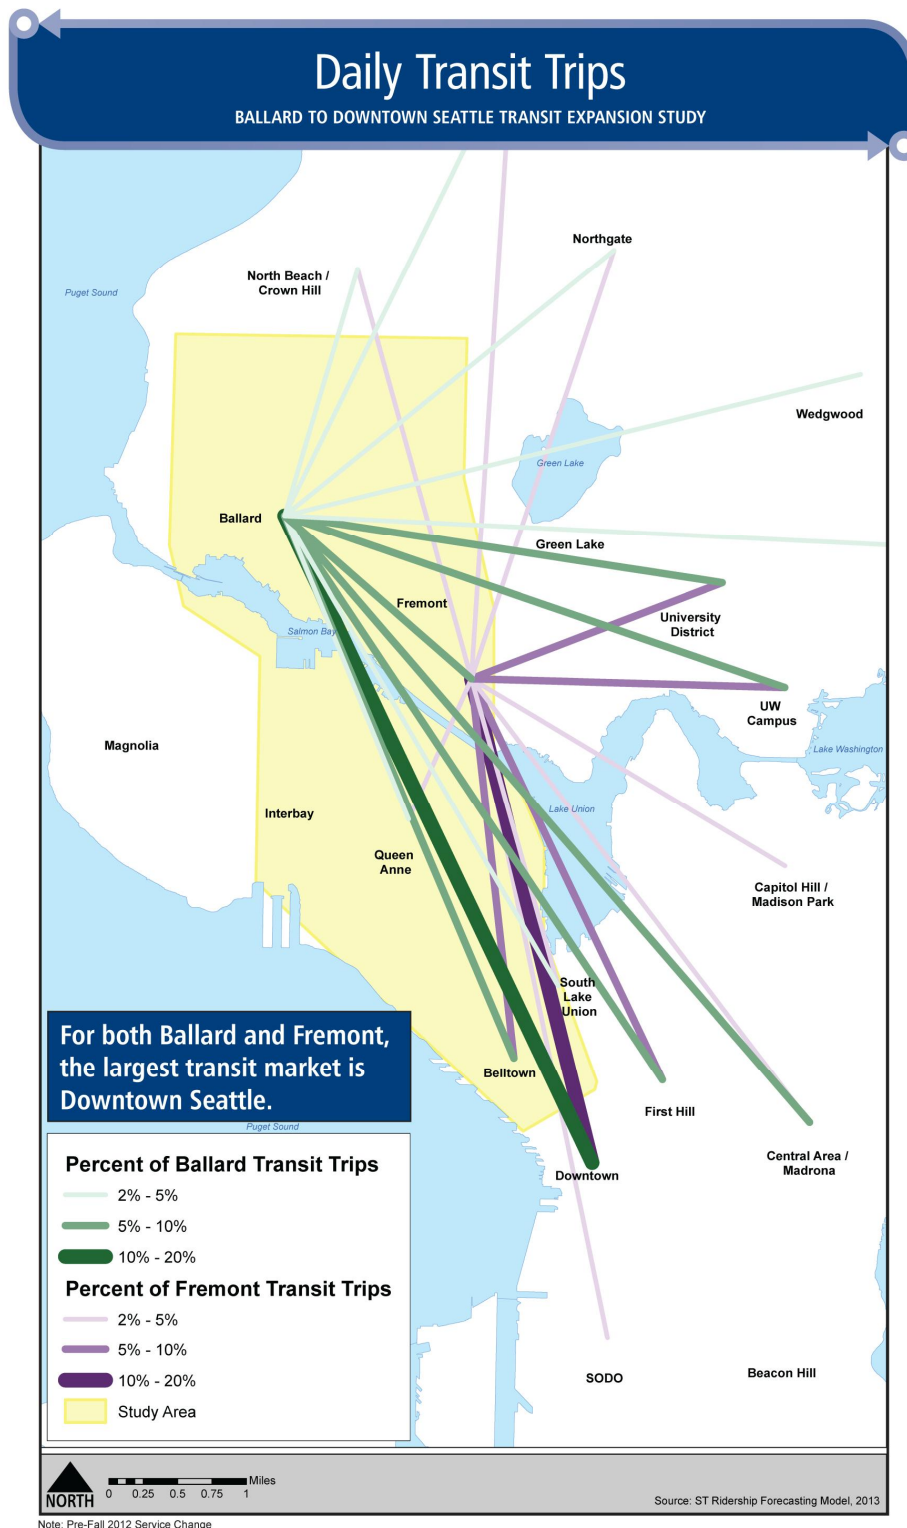 Daily Transit Trips
BALLARD TO DOWNTOWN SEATTLE TRANSIT EXPANSION STUDY
Northgate
North Beach /
Crown Hill
Puget Sound
Wedgwood
Green Lake
Ballard
Green Lake
Fremont
University
District
Salmon Bay
UW
Campus
Magnolia
Lake Washington
Interbay
Lake Union
Queen
Anne
Capitol Hill /
Madison Park
South
Lake
Union
For both Ballard and Fremont,
the largest transit market is
Downtown Seattle.
Belltown
First Hill
Puget Sound
Central Area /
Madrona
Downtown
Percent of Ballard Transit Trips
2% - 5%
5% - 10%
10% - 20%
Percent of Fremont Transit Trips
2% - 5%
5% - 10%
10% - 20%
Study Area
SODO
Beacon Hill
NORTH
Miles
0 0.25 0.5 0.75 1
Source: ST Ridership Forecasting Model, 2013
Note: Pre-Fall 2012 Service Change